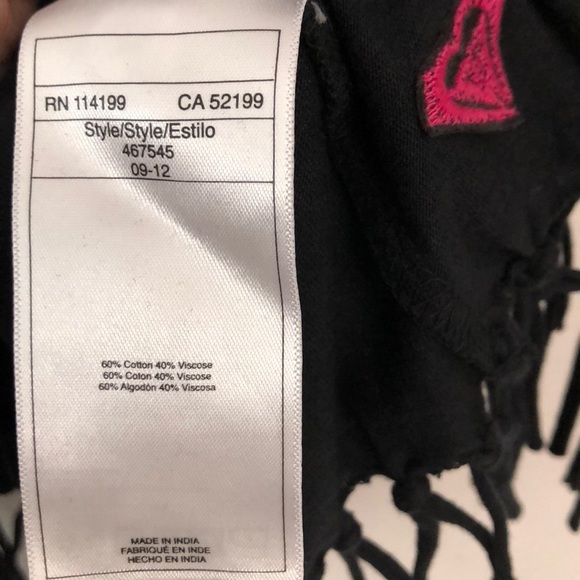 RN 114199 CA 52199
Style/Style/Estilo
467545
09-12
60% Cotton 40% Viscose
60% Coton 40% Viscose
60% Algodón 40% Viscosa
MADE IN INDIA
FABRIQUÉ EN INDE
HECHO EN INDIA